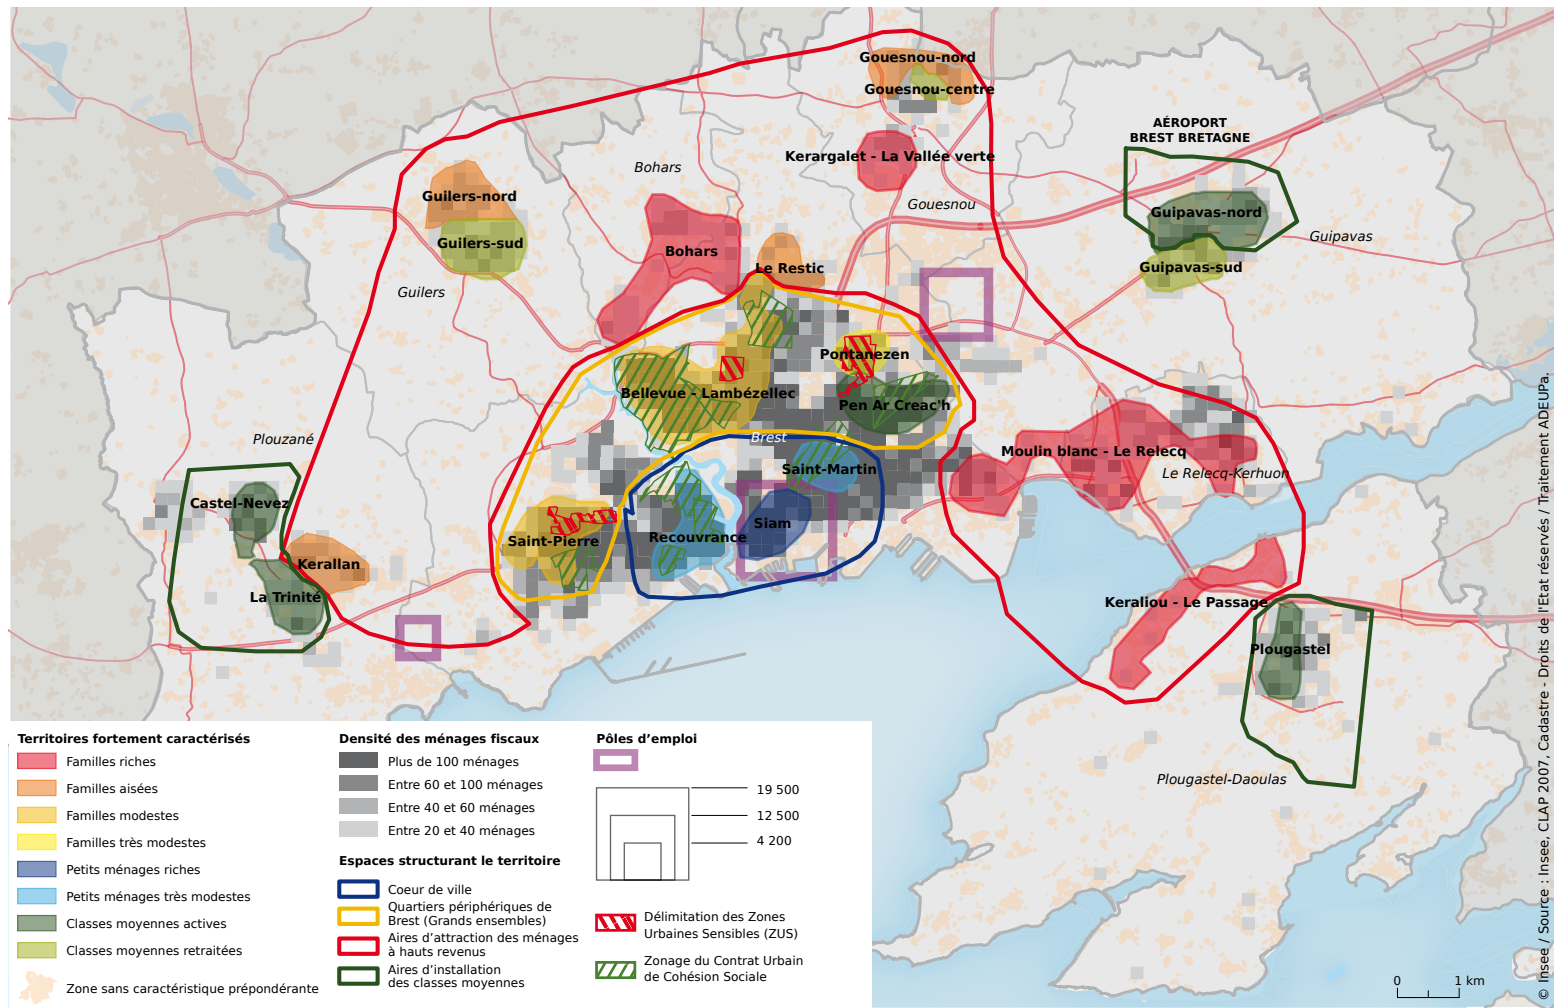 Gouesnou-nord
Gouesnou-centre
AÉROPORT
BREST BRETAGNE
Kerargalet - La Vallée verte
Bohars
Guilers-nord
Gouesnou
Guipavas-nord
Guipavas
Guilers-sud
Bohars
Le Restic
Guipavas-sud
Guilers
Pontanezen
Bellevue - Lambézellec
Pen Ar Creac'h
Plouzané
Brest
Moulin blanc - Le Relecq
Saint-Martin
Le Relecq-Kerhuon
Castel-Nevez
Siam
Saint-Pierre
Recouvrance
Kerallan
La Trinité
Keraliou - Le Passage
Plougastel
Plougastel-Daoulas
Territoires fortement caractérisés
Familles riches
Familles aisées
Familles modestes
Familles très modestes
Petits ménages riches
Petits ménages très modestes
Classes moyennes actives
Classes moyennes retraitées
Zone sans caractéristique prépondérante
Densité des ménages fiscaux
Plus de 100 ménages
Entre 60 et 100 ménages
Entre 40 et 60 ménages
Entre 20 et 40 ménages
Espaces structurant le territoire
Coeur de ville
Quartiers périphériques de
Brest (Grands ensembles)
Aires d'attraction des ménages
à hauts revenus
Aires d'installation
des classes moyennes
Pôles d'emploi
19 500
12 500
4 200
Délimitation des Zones
Urbaines Sensibles (ZUS)
Zonage du Contrat Urbain
de Cohésion Sociale
0 1 km
© Insee / Source : Insee, CLAP 2007, Cadastre - Droits de l'Etat réservés / Traitement ADEUPa.